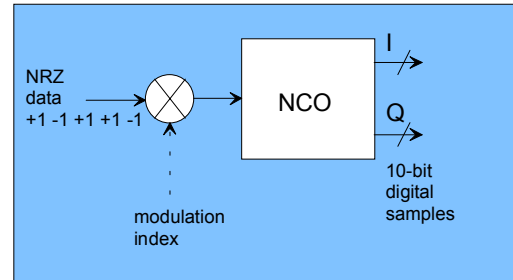 NRZ
data
+1 -1 +1 +1 -1
modulation
index
NCO
I
Q
10-bit
digital
samples